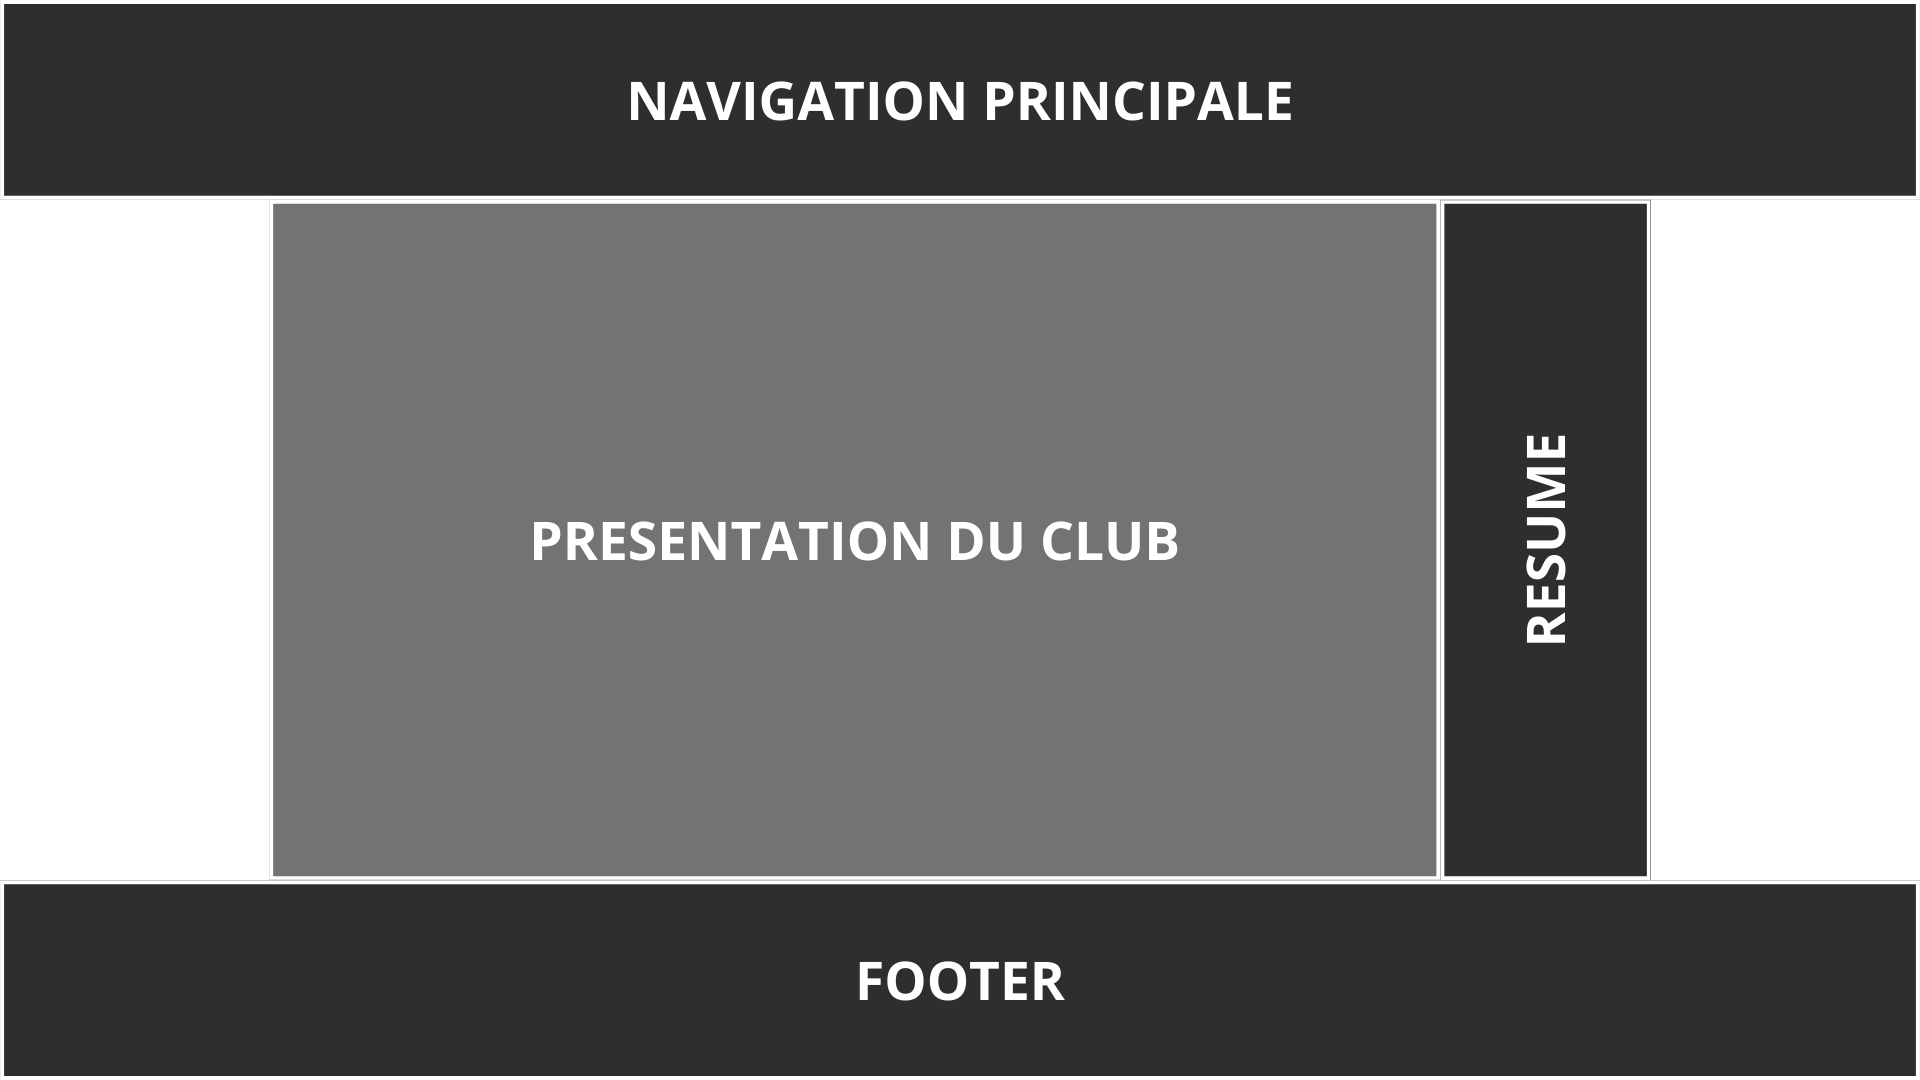 NAVIGATION PRINCIPALE
PRESENTATION DU CLUB
RESUME
FOOTER